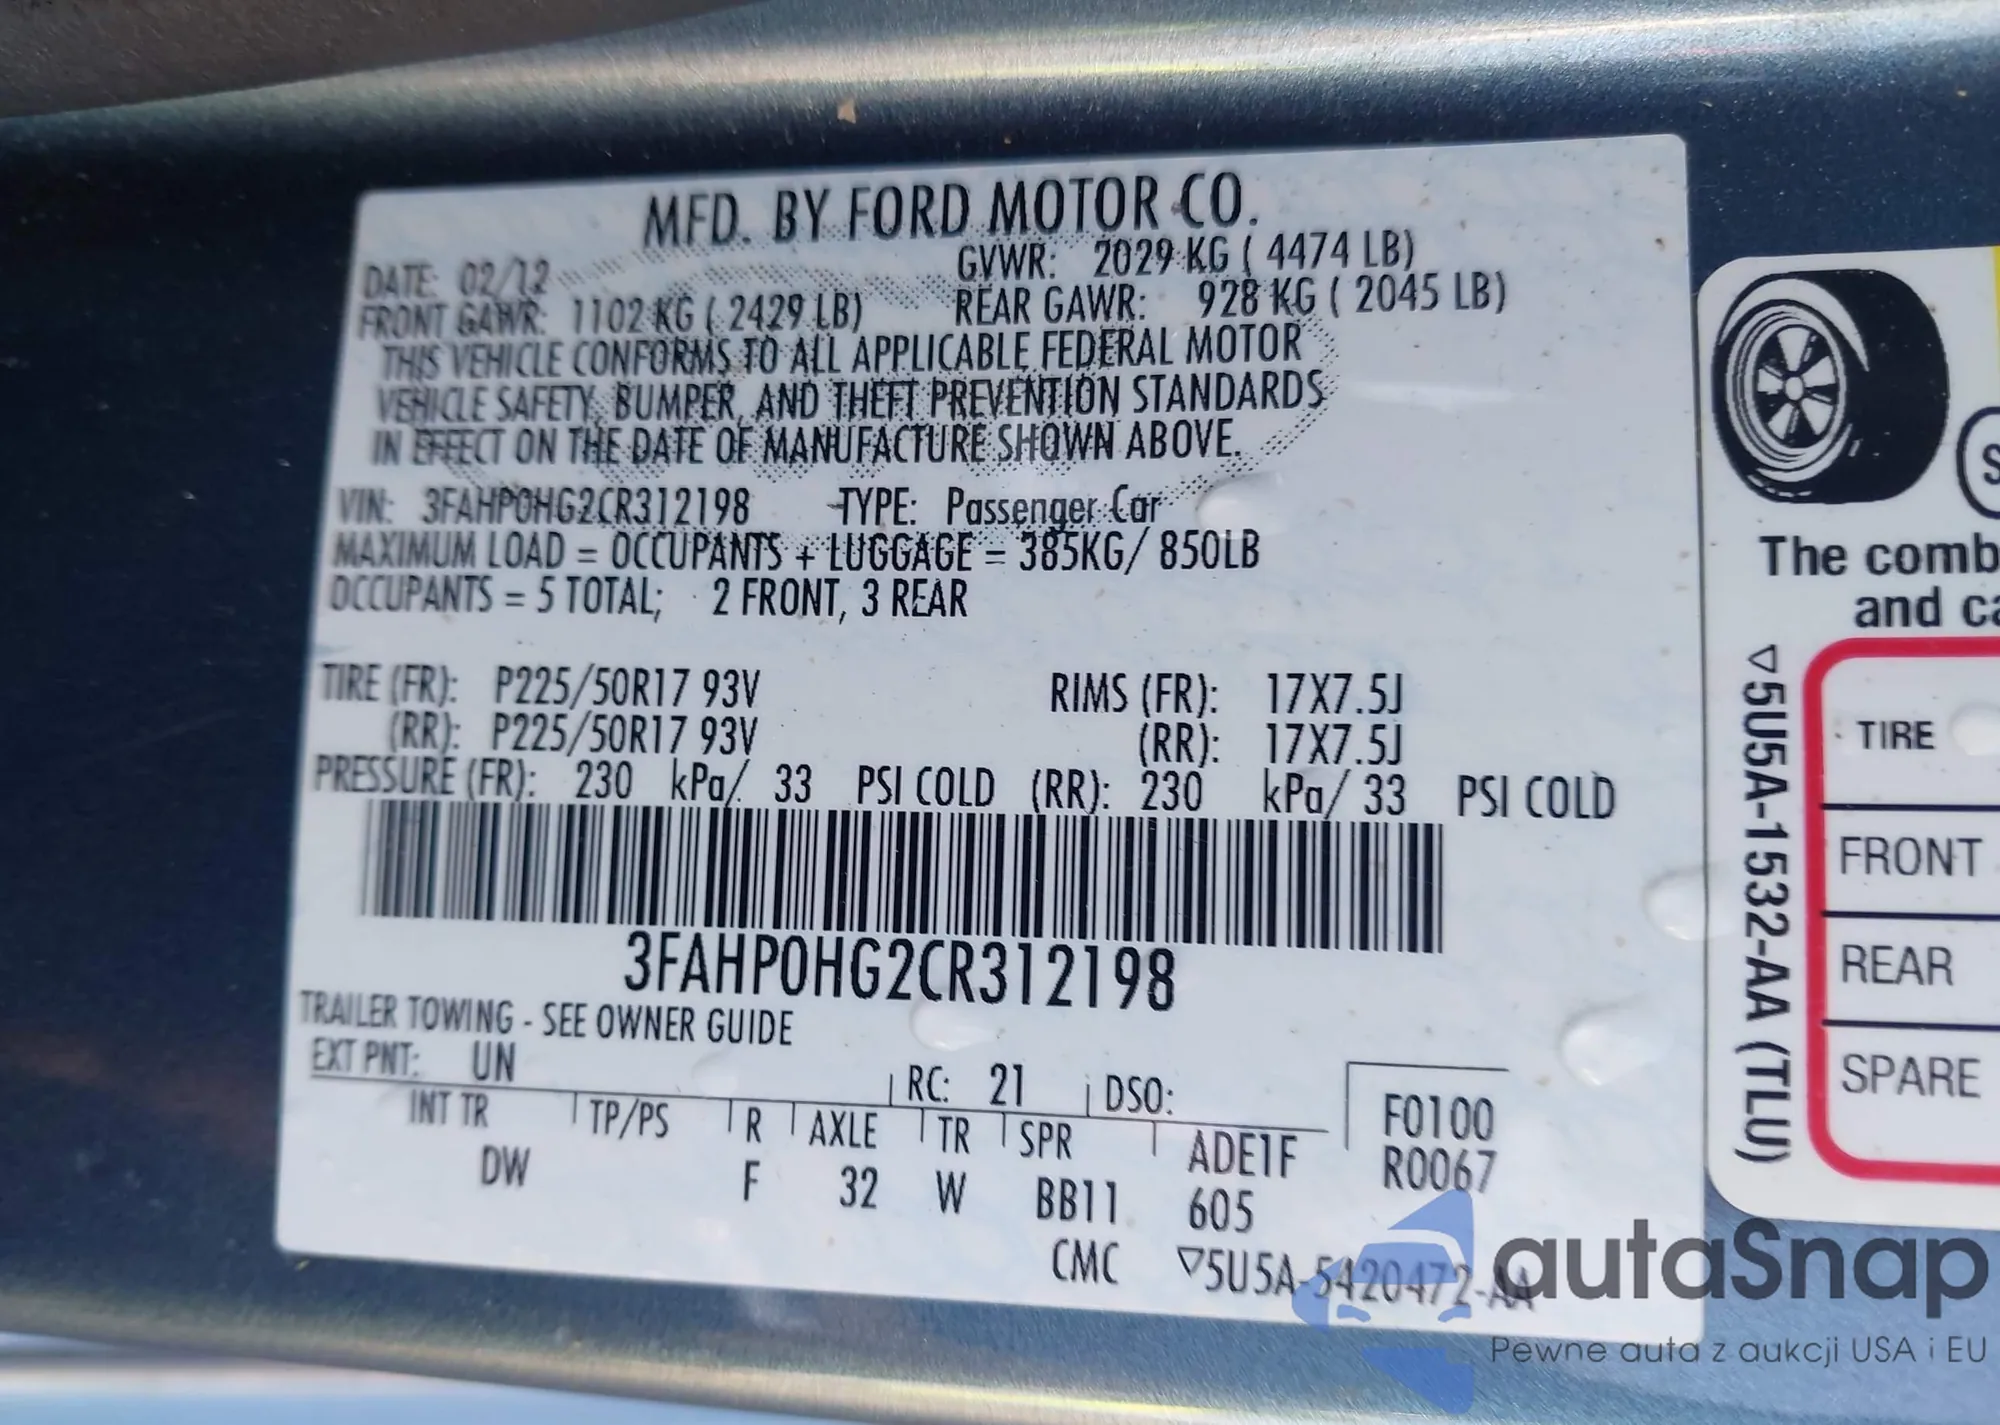 MFD. BY FORD MOTOR CO.
DATE: 02/12 GVWR: 2029 KG ( 4474 LB)
FRONT GAWR: 1102 KG ( 2429 LB) REAR GAWR: 928 KG ( 2045 LB)
THIS VEHICLE CONFORMS TO ALL APPLICABLE FEDERAL MOTOR
VEHICLE SAFETY, BUMPER, AND THEFT PREVENTION STANDARDS
IN EFFECT ON THE DATE OF MANUFACTURE SHOWN ABOVE.
VIN: 3FAHP0HG2CR312198 TYPE: Passenger Car
MAXIMUM LOAD = OCCUPANTS + LUGGAGE = 385KG/ 850LB
OCCUPANTS = 5 TOTAL; 2 FRONT, 3 REAR
TIRE (FR): P225/50R17 93V RIMS (FR): 17X7.5J
(RR): P225/50R17 93V (RR): 17X7.5J
PRESSURE (FR): 230 kPa/ 33 PSI COLD (RR): 230 kPa/ 33 PSI COLD
3FAHP0HG2CR312198
TRAILER TOWING - SEE OWNER GUIDE
EXT PNT: UN RC: 21 DSO: F0100
INT TR TP/PS R AXLE TR SPR ADE1F R0067
DW F 32 W BB11 605
CMC ▽5U5A-5420472-AA
S
The comb
and ca
▽5U5A-1532-AA (TLU)
TIRE
FRONT
REAR
SPARE
autaSnap
Pewne auta z aukcji USA i EU